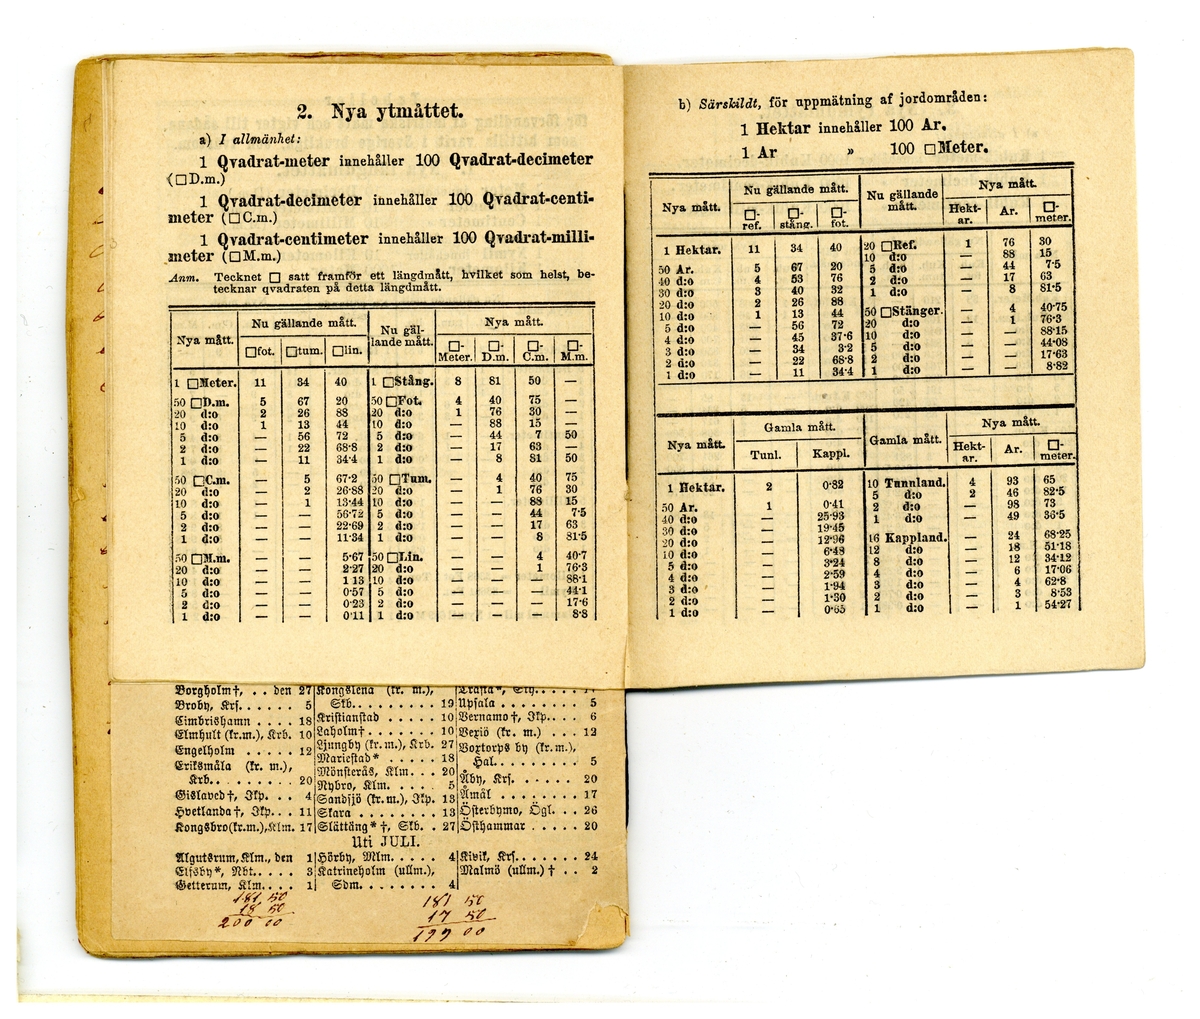 2. Nya ytmåttet.
a) I allmänhet:
1 Qvadrat-meter innehåller 100 Qvadrat-decimeter
(□D.m.)
1 Qvadrat-decimeter innehåller 100 Qvadrat-centi-
meter (□C.m.)
1 Qvadrat-centimeter innehåller 100 Qvadrat-milli-
meter (□M.m.)
Anm. Tecknet □ satt framför ett längdmått, hvilket som helst, be-
tecknar qvadraten på detta längdmått.
Nya mått. Nu gällande mått. Nu gäl-lande mått. Nya mått.
□fot. □tum. □lin. □-Meter. □-D.m. □-C.m. □-M.m.
1 □Meter. 11 34 40 1 □Stång. 8 81 50 —
50 □D.m. 5 67 20 50 □Fot. 4 40 75 —
20 d:o 2 26 88 20 d:o 1 76 30 —
10 d:o 1 13 44 10 d:o — 88 15 —
5 d:o — 56 72 5 d:o — 44 7 50
2 d:o — 22 68·8 2 d:o — 17 63 —
1 d:o — 11 34·4 1 d:o — 8 81 50
50 □C.m. — 5 67·2 50 □Tum. — 4 40 75
20 d:o — 2 26·88 20 d:o — 1 76 30
10 d:o — 1 13·44 10 d:o — — 88 15
5 d:o — — 56·72 5 d:o — — 44 7·5
2 d:o — — 22·69 2 d:o — — 17 63
1 d:o — — 11·34 1 d:o — — 8 81·5
50 □M.m. — — 5·67 50 □Lin. — — 4 40·7
20 d:o — — 2·27 20 d:o — — 1 76·3
10 d:o — — 1 13 10 d:o — — — 88·1
5 d:o — — 0·57 5 d:o — — — 44·1
2 d:o — — 0·23 2 d:o — — — 17·6
1 d:o — — 0·11 1 d:o — — — 8·8
b) Särskildt, för uppmätning af jordområden:
1 Hektar innehåller 100 Ar.
1 Ar » 100 □Meter.
Nya mått. Nu gällande mått. Nu gällande mått. Nya mått.
□-ref. □-stång. □-fot. Hekt-ar. Ar. □-meter.
1 Hektar. 11 34 40 20 □Ref. 1 76 30
10 d:o — 88 15
50 Ar. 5 67 20 5 d:o — 44 7·5
40 d:o 4 53 76 2 d:o — 17 63
30 d:o 3 40 32 1 d:o — 8 81·5
20 d:o 2 26 88
10 d:o 1 13 44 50 □Stänger. — 4 40·75
5 d:o — 56 72 20 d:o — 1 76·3
4 d:o — 45 37·6 10 d:o — — 88·15
3 d:o — 34 3·2 5 d:o — — 44·08
2 d:o — 22 68·8 2 d:o — — 17·63
1 d:o — 11 34·4 1 d:o — — 8·82
Nya mått. Gamla mått. Gamla mått. Nya mått.
Tunl. Kappl. Hekt-ar. Ar. □-meter.
1 Hektar. 2 0·82 10 Tunnland. 4 93 65
5 d:o 2 46 82·5
50 Ar. 1 0·41 2 d:o — 98 73
40 d:o — 25·93 1 d:o — 49 36·5
30 d:o — 19·45
20 d:o — 12·96 16 Kappland. — 24 68·25
10 d:o — 6·48 12 d:o — 18 51·18
5 d:o — 3·24 8 d:o — 12 34·12
4 d:o — 2·59 4 d:o — 6 17·06
3 d:o — 1·94 3 d:o — 4 62·8
2 d:o — 1·30 2 d:o — 3 8·53
1 d:o — 0·65 1 d:o — 1 54·27
Borgholm†, . . den 27
Broby, Krs. . . . . 5
Cimbrishamn . . . . 18
Elmhult (kr. m.), Krb. 10
Engelholm . . . . . 12
Eriksmåla (kr. m.),
Krb. . . . . . . . 20
Gislaved†, Jkp. . . 4
Hvetlanda†, Jkp. . . 11
Kongsbro (kr. m.), Klm. 17
Kongslena (kr. m.),
Skb. . . . . . . . . 19
Kristianstad . . . . . 10
Laholm† . . . . . . 10
Ljungby (kr. m.), Krb. 27
Mariestad* . . . . . 18
Mönsterås, Klm. . . 20
Nybro, Klm. . . . . 5
Sandsjö (kr. m.), Jkp. 13
Skara . . . . . . . . 13
Slättäng*†, Skb. . 27
Upsala . . . . . . . 5
Vernamo†, Jkp. . . 6
Vexiö (kr. m.) . . . 12
Voxtorps by (kr. m.),
Hal. . . . . . . . . 5
Åby, Krs. . . . . . 20
Åmål . . . . . . . . 17
Österbymo, Ögl. . . 26
Östhammar . . . . . 20
Uti JULI.
Algutsrum, Klm., den 1
Elfsby*, Nbt. . . . 3
Getterum, Klm. . . . 1
Hörby, Mlm. . . . . 4
Katrineholm (ullm.),
Sdm. . . . . . . . 4
Kivik, Krs. . . . . . 24
Malmö (ullm.) † . . 2
181 50
18 50
200 00
181 50
17 50
199 00